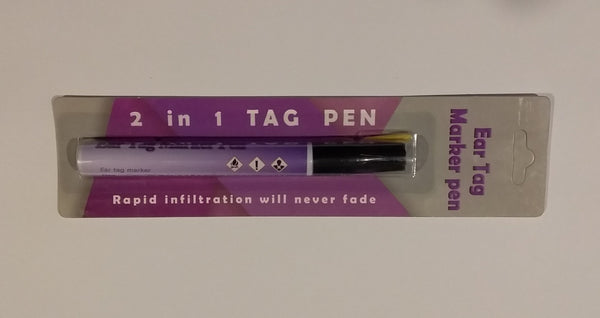 2 in 1 TAG PEN
Ear Tag
Marker pen
Ear tag marker
Rapid infiltration will never fade